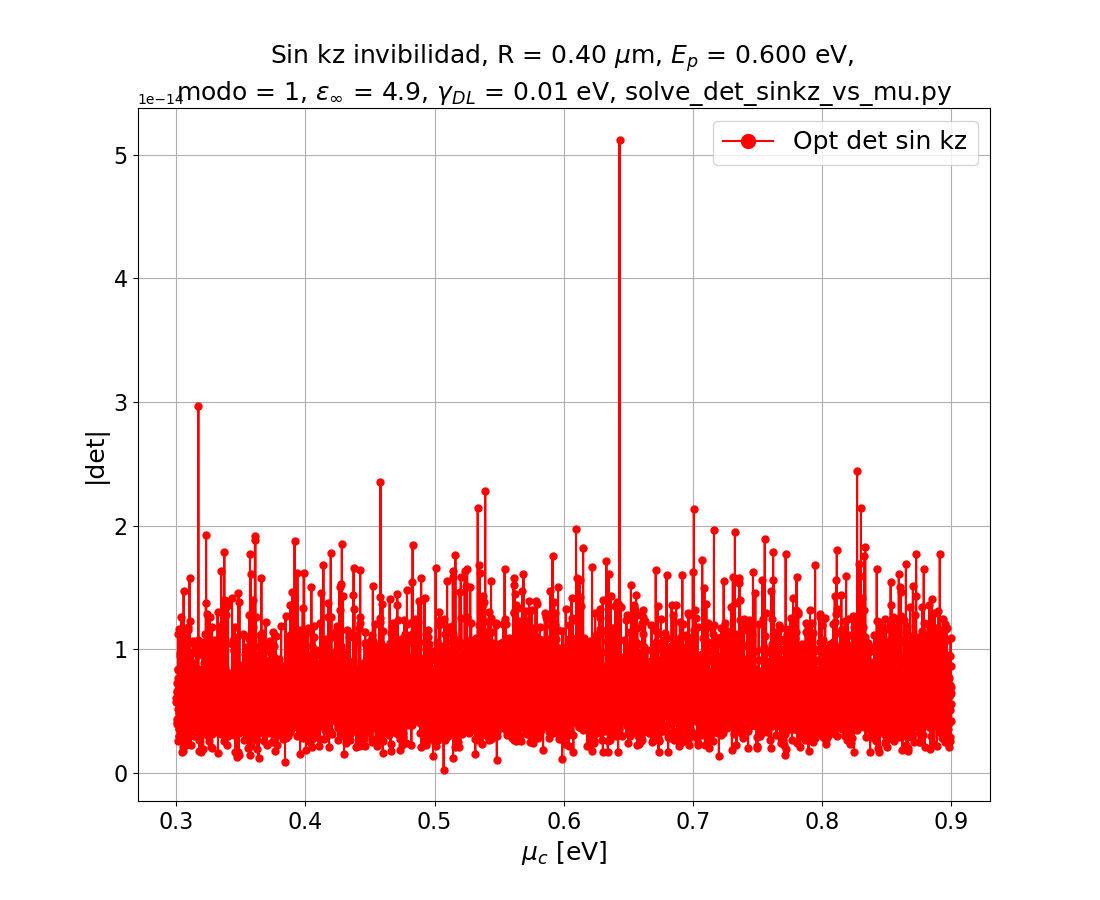 Sin kz invibilidad, R = 0.40 μm, E_p = 0.600 eV,
modo = 1, ε_∞ = 4.9, γ_DL = 0.01 eV, solve_det_sinkz_vs_mu.py
1e−14
Opt det sin kz
5
4
3
2
1
0
|det|
0.3 0.4 0.5 0.6 0.7 0.8 0.9
μ_c [eV]